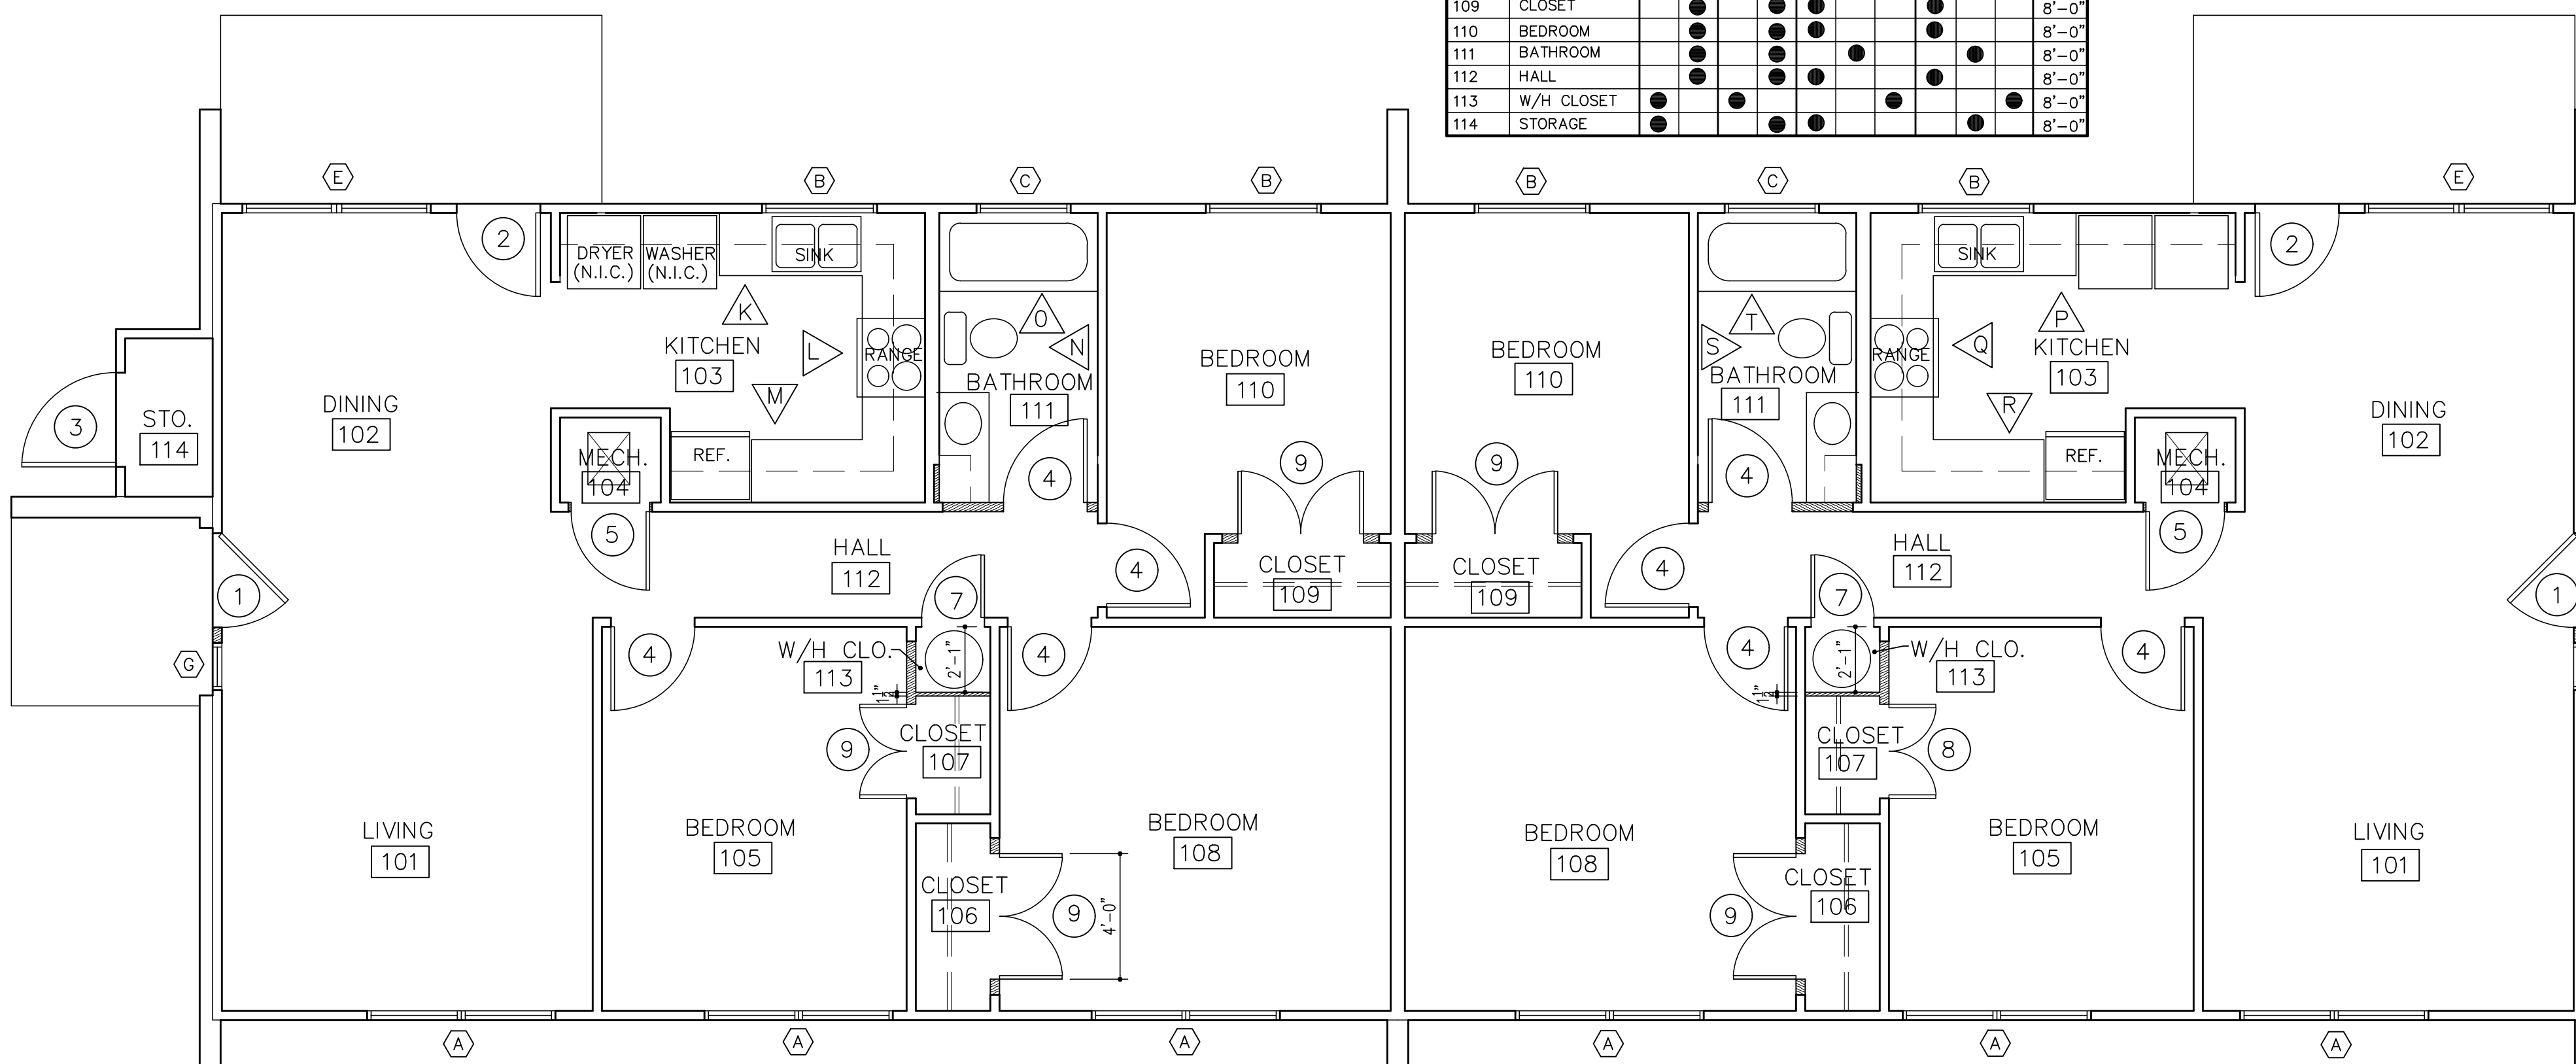 109 CLOSET 8'-0"
110 BEDROOM 8'-0"
111 BATHROOM 8'-0"
112 HALL 8'-0"
113 W/H CLOSET 8'-0"
114 STORAGE 8'-0"
E B C B B C B E
2
DRYER
(N.I.C.)
WASHER
(N.I.C.)
SINK
K
L
M
KITCHEN
103
RANGE
REF.
O
N
BATHROOM
111
4
BEDROOM
110
9
CLOSET
109
DINING
102
STO.
114
3
MECH.
104
5
1
HALL
112
7
4
4
4
G
W/H CLO.
113
2'-1"
1"
CLOSET
107
9
LIVING
101
BEDROOM
105
CLOSET
106
9
4'-0"
BEDROOM
108
A A A
BEDROOM
110
9
CLOSET
109
T
S
BATHROOM
111
4
SINK
RANGE
P
Q
R
KITCHEN
103
REF.
2
DINING
102
MECH.
104
5
1
HALL
112
4
7
4
4
2'-1"
1"
W/H CLO.
113
CLOSET
107
8
BEDROOM
108
9
CLOSET
106
BEDROOM
105
LIVING
101
A A A